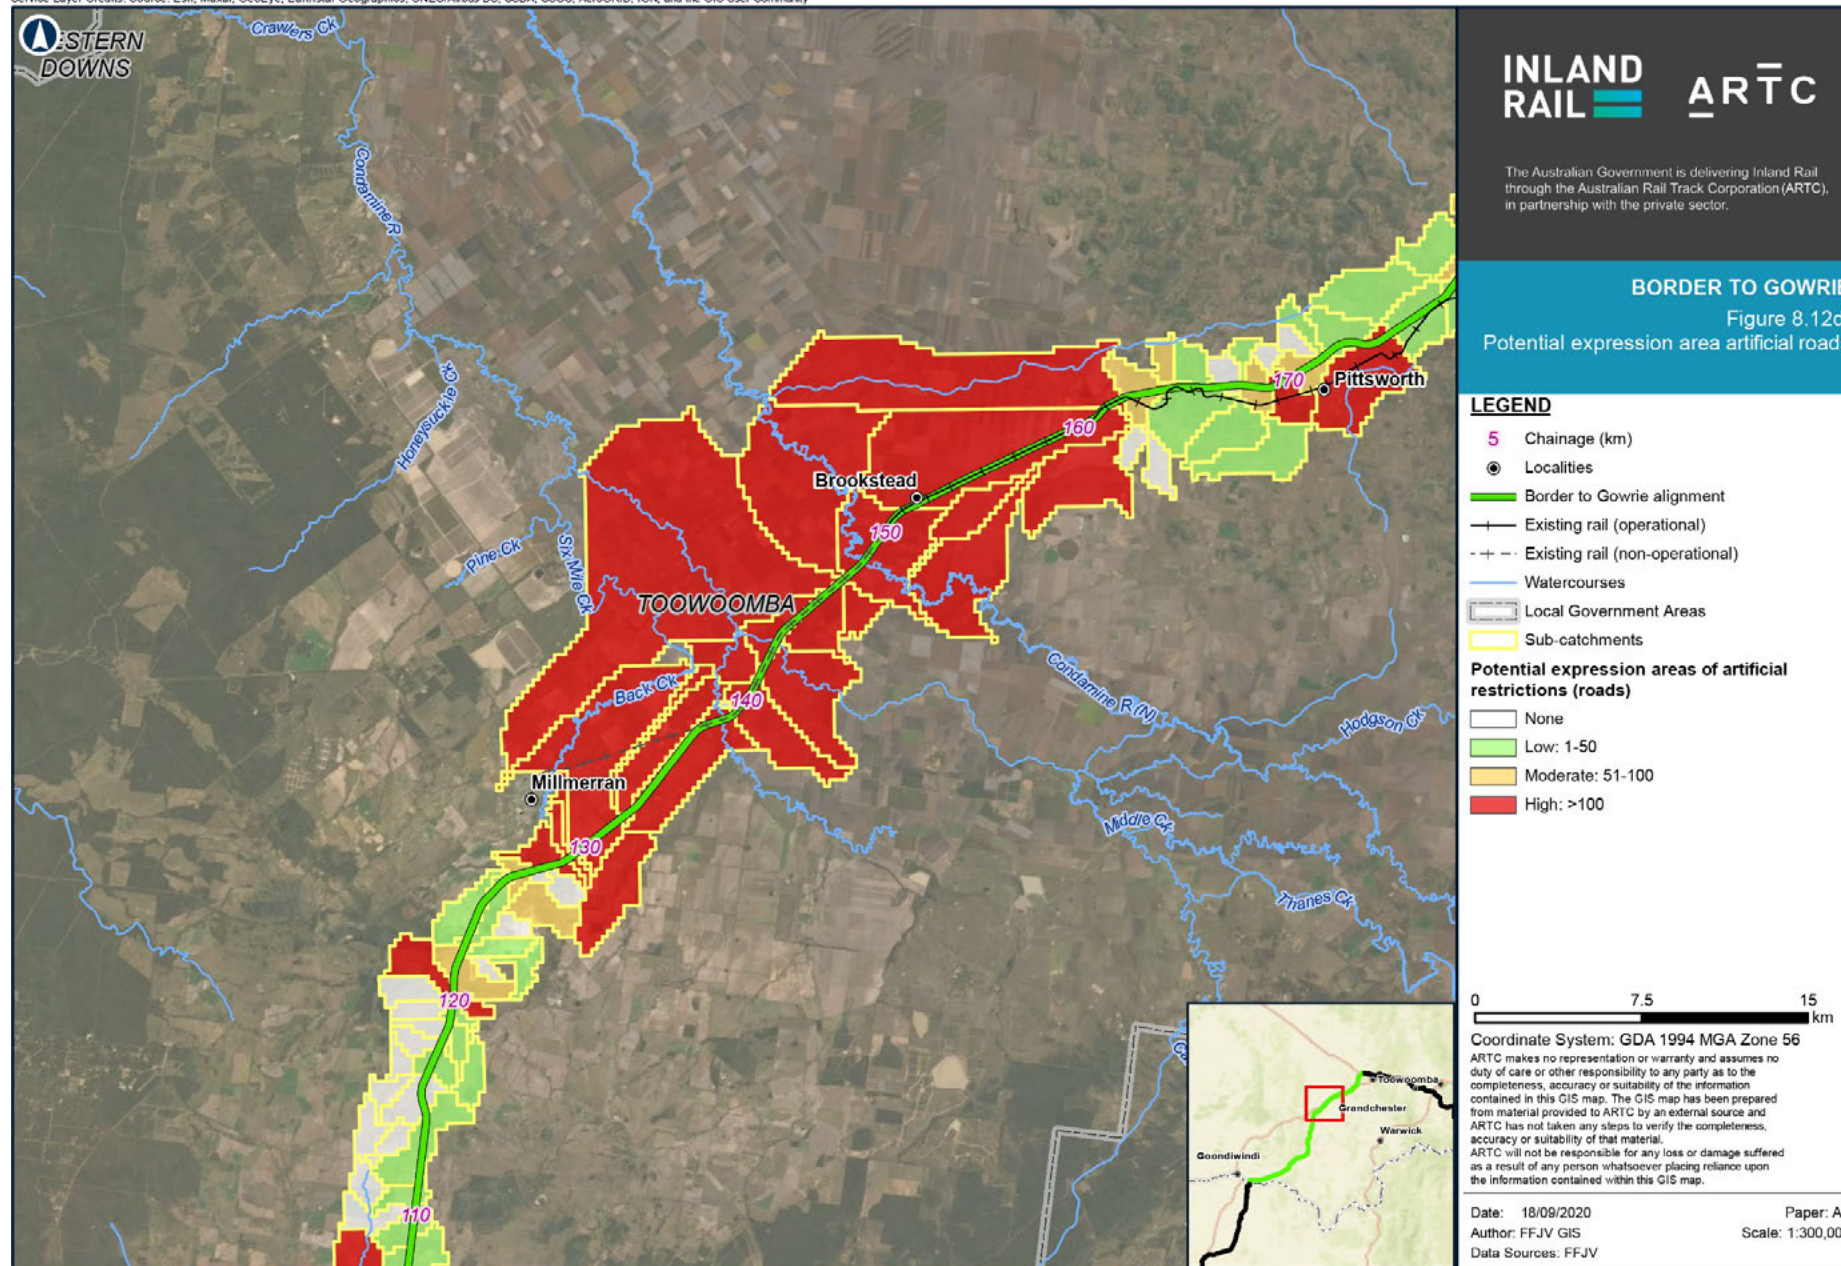 ESTERN
DOWNS
Crawlers Ck
Condamine R
Honeysuckle Ck
Pine Ck
Six Mile Ck
TOOWOOMBA
Back Ck
Brookstead
Millmerran
Pittsworth
170
160
150
140
130
120
110
Condamine R (N)
Hodgson Ck
Middle Ck
Thanes Ck
Toowoomba
Grandchester
Warwick
Goondiwindi
INLAND
RAIL
ARTC
The Australian Government is delivering Inland Rail
through the Australian Rail Track Corporation (ARTC),
in partnership with the private sector.
BORDER TO GOWRIE
Figure 8.12d
Potential expression area artificial road
LEGEND
5 Chainage (km)
Localities
Border to Gowrie alignment
Existing rail (operational)
Existing rail (non-operational)
Watercourses
Local Government Areas
Sub-catchments
Potential expression areas of artificial
restrictions (roads)
None
Low: 1-50
Moderate: 51-100
High: >100
0 7.5 15
km
Coordinate System: GDA 1994 MGA Zone 56
ARTC makes no representation or warranty and assumes no
duty of care or other responsibility to any party as to the
completeness, accuracy or suitability of the information
contained in this GIS map. The GIS map has been prepared
from material provided to ARTC by an external source and
ARTC has not taken any steps to verify the completeness,
accuracy or suitability of that material.
ARTC will not be responsible for any loss or damage suffered
as a result of any person whatsoever placing reliance upon
the information contained within this GIS map.
Date: 18/09/2020 Paper: A
Author: FFJV GIS Scale: 1:300,00
Data Sources: FFJV